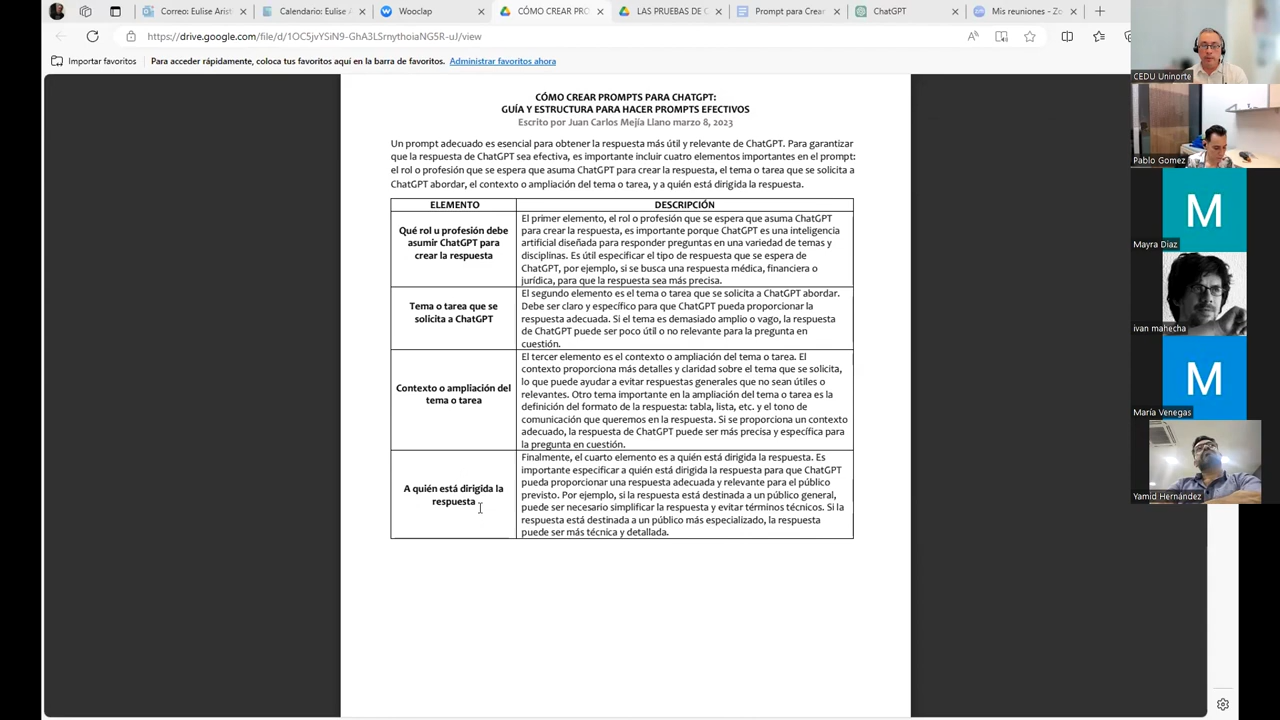 Correo: Eulise Arist
Calendario: Eulise A
Wooclap
CÓMO CREAR PRO
LAS PRUEBAS DE C
Prompt para Crear
ChatGPT
Mis reuniones - Zo
https://drive.google.com/file/d/1OC5jvYSiN9-GhA3LSrnythoiaNG5R-uJ/view
Importar favoritos
Para acceder rápidamente, coloca tus favoritos aquí en la barra de favoritos. Administrar favoritos ahora
CÓMO CREAR PROMPTS PARA CHATGPT:
GUÍA Y ESTRUCTURA PARA HACER PROMPTS EFECTIVOS
Escrito por Juan Carlos Mejía Llano marzo 8, 2023
Un prompt adecuado es esencial para obtener la respuesta más útil y relevante de ChatGPT. Para garantizar
que la respuesta de ChatGPT sea efectiva, es importante incluir cuatro elementos importantes en el prompt:
el rol o profesión que se espera que asuma ChatGPT para crear la respuesta, el tema o tarea que se solicita a
ChatGPT abordar, el contexto o ampliación del tema o tarea, y a quién está dirigida la respuesta.
ELEMENTO
DESCRIPCIÓN
Qué rol u profesión debe
asumir ChatGPT para
crear la respuesta
El primer elemento, el rol o profesión que se espera que asuma ChatGPT
para crear la respuesta, es importante porque ChatGPT es una inteligencia
artificial diseñada para responder preguntas en una variedad de temas y
disciplinas. Es útil especificar el tipo de respuesta que se espera de
ChatGPT, por ejemplo, si se busca una respuesta médica, financiera o
jurídica, para que la respuesta sea más precisa.
Tema o tarea que se
solicita a ChatGPT
El segundo elemento es el tema o tarea que se solicita a ChatGPT abordar.
Debe ser claro y específico para que ChatGPT pueda proporcionar la
respuesta adecuada. Si el tema es demasiado amplio o vago, la respuesta
de ChatGPT puede ser poco útil o no relevante para la pregunta en
cuestión.
Contexto o ampliación del
tema o tarea
El tercer elemento es el contexto o ampliación del tema o tarea. El
contexto proporciona más detalles y claridad sobre el tema que se solicita,
lo que puede ayudar a evitar respuestas generales que no sean útiles o
relevantes. Otro tema importante en la ampliación del tema o tarea es la
definición del formato de la respuesta: tabla, lista, etc. y el tono de
comunicación que queremos en la respuesta. Si se proporciona un contexto
adecuado, la respuesta de ChatGPT puede ser más precisa y específica para
la pregunta en cuestión.
A quién está dirigida la
respuesta
Finalmente, el cuarto elemento es a quién está dirigida la respuesta. Es
importante especificar a quién está dirigida la respuesta para que ChatGPT
pueda proporcionar una respuesta adecuada y relevante para el público
previsto. Por ejemplo, si la respuesta está destinada a un público general,
puede ser necesario simplificar la respuesta y evitar términos técnicos. Si la
respuesta está destinada a un público más especializado, la respuesta
puede ser más técnica y detallada.
CEDU Uninorte
Pablo Gomez
M
Mayra Diaz
ivan mahecha
M
María Venegas
Yamid Hernández